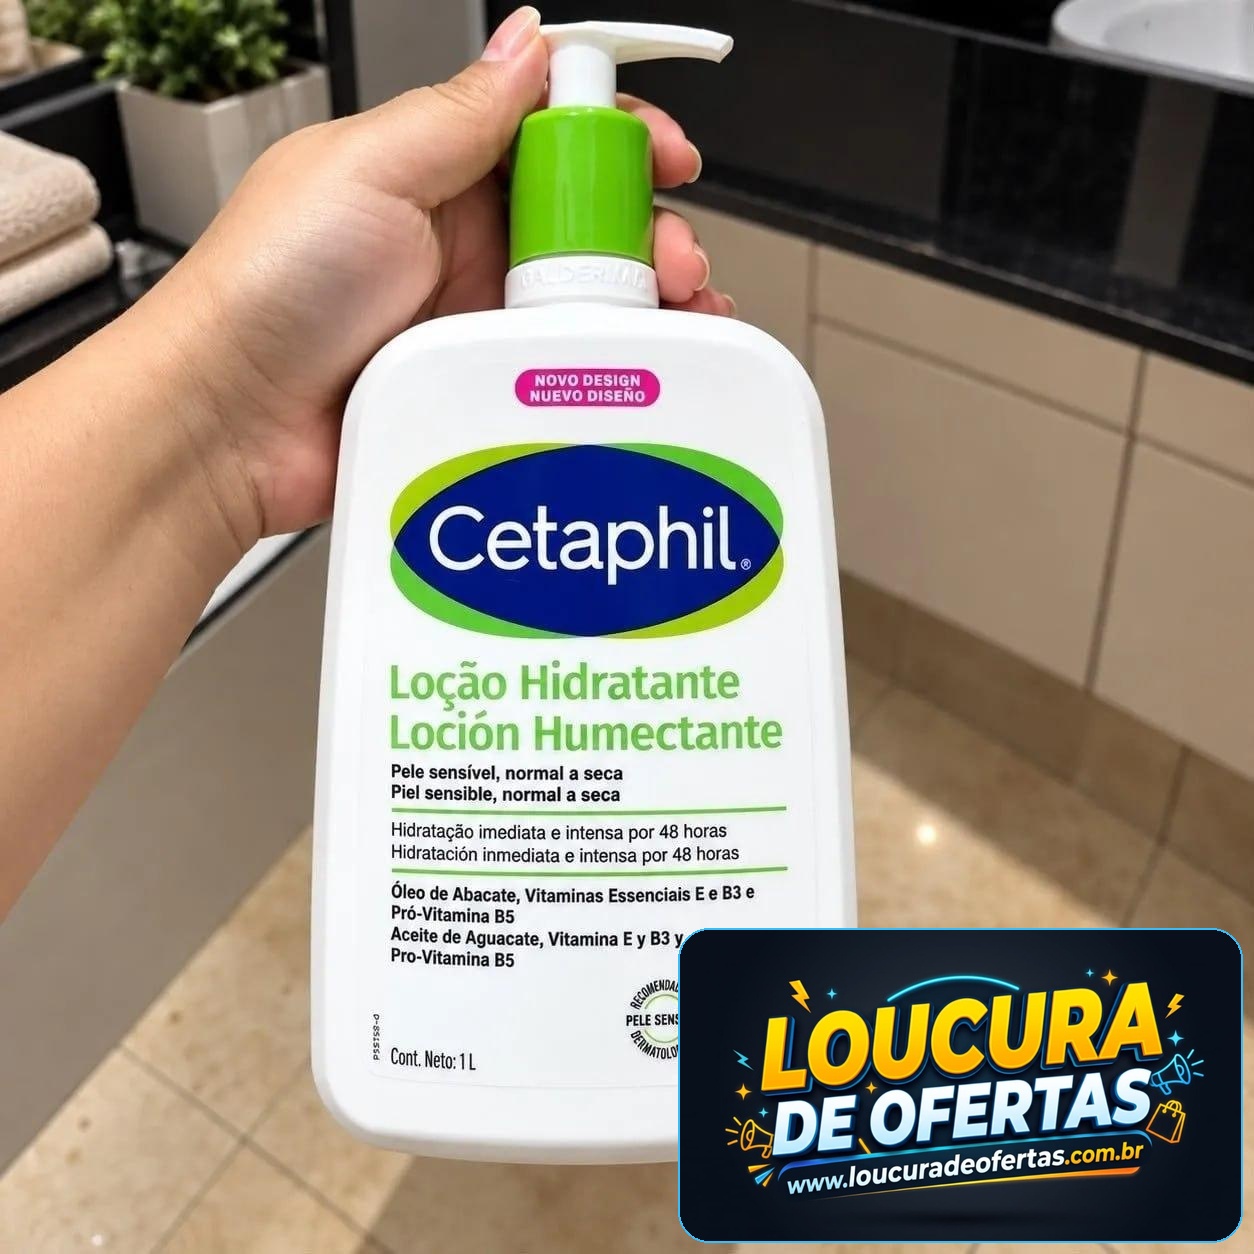 GALDERMA
NOVO DESIGN
NUEVO DISEÑO
Cetaphil®
Loção Hidratante
Loción Humectante
Pele sensível, normal a seca
Piel sensible, normal a seca
Hidratação imediata e intensa por 48 horas
Hidratación inmediata e intensa por 48 horas
Óleo de Abacate, Vitaminas Essenciais E e B3 e
Pró-Vitamina B5
Aceite de Aguacate, Vitamina E y B3 y
Pro-Vitamina B5
PELE
Cont. Neto: 1 L
LOUCURA
DE OFERTAS
www.loucuradeofertas.com.br